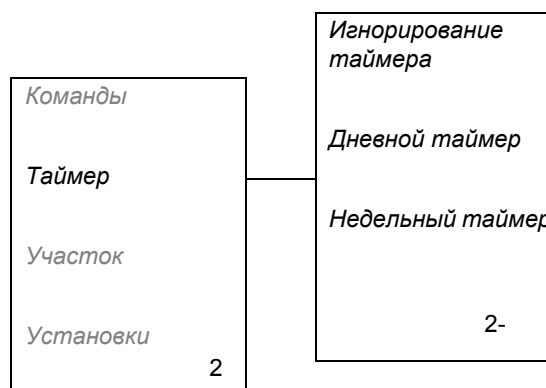 Команды
Таймер
Участок
Установки
2
Игнорирование
таймера
Дневной таймер
Недельный таймер
2-